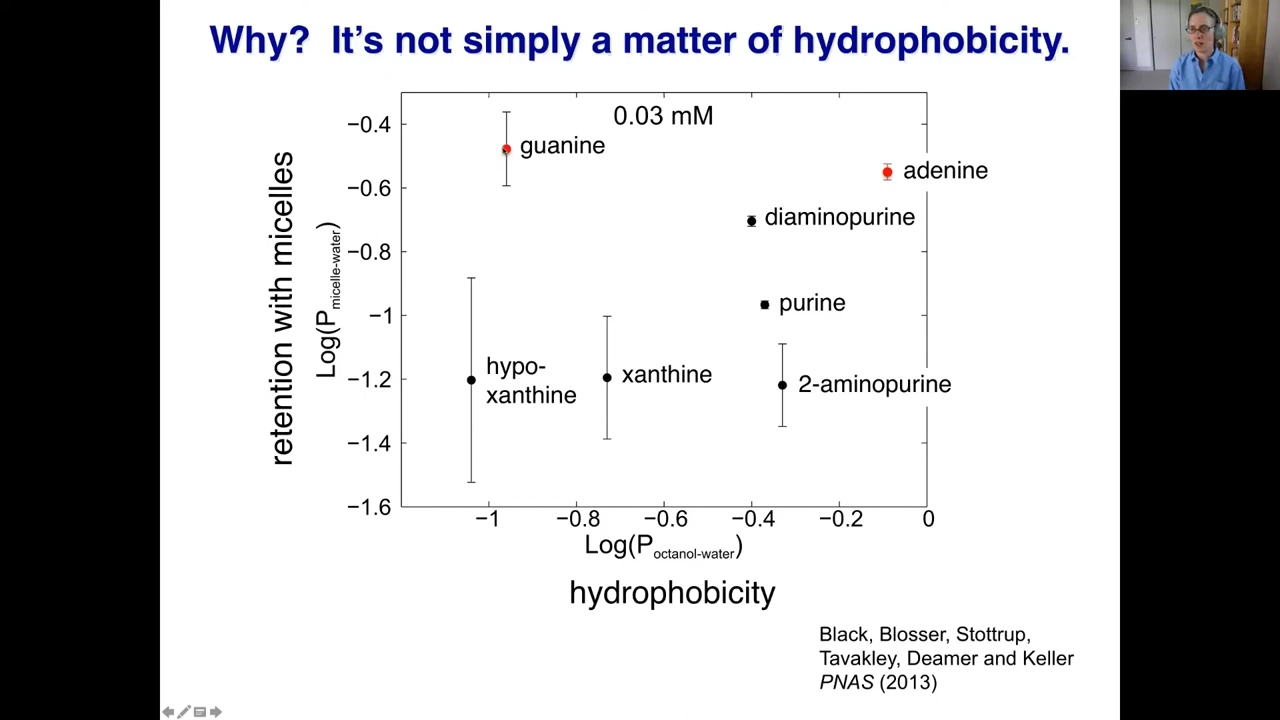 Why?  It's not simply a matter of hydrophobicity.
0.03 mM
guanine
adenine
diaminopurine
purine
hypo-
xanthine
xanthine
2-aminopurine
retention with micelles
Log(Pmicelle-water)
−0.4
−0.6
−0.8
−1
−1.2
−1.4
−1.6
−1
−0.8
−0.6
−0.4
−0.2
0
Log(Poctanol-water)
hydrophobicity
Black, Blosser, Stottrup,
Tavakley, Deamer and Keller
PNAS (2013)